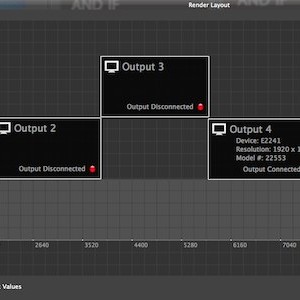 AND IF
Render Layout
Output 3
Output Disconnected
Output 2
Output Disconnected
Output 4
Device: E2241
Resolution: 1920 x 1
Model #: 22553
Output Connected
2640 3520 4400 5280 6160 7040
Values